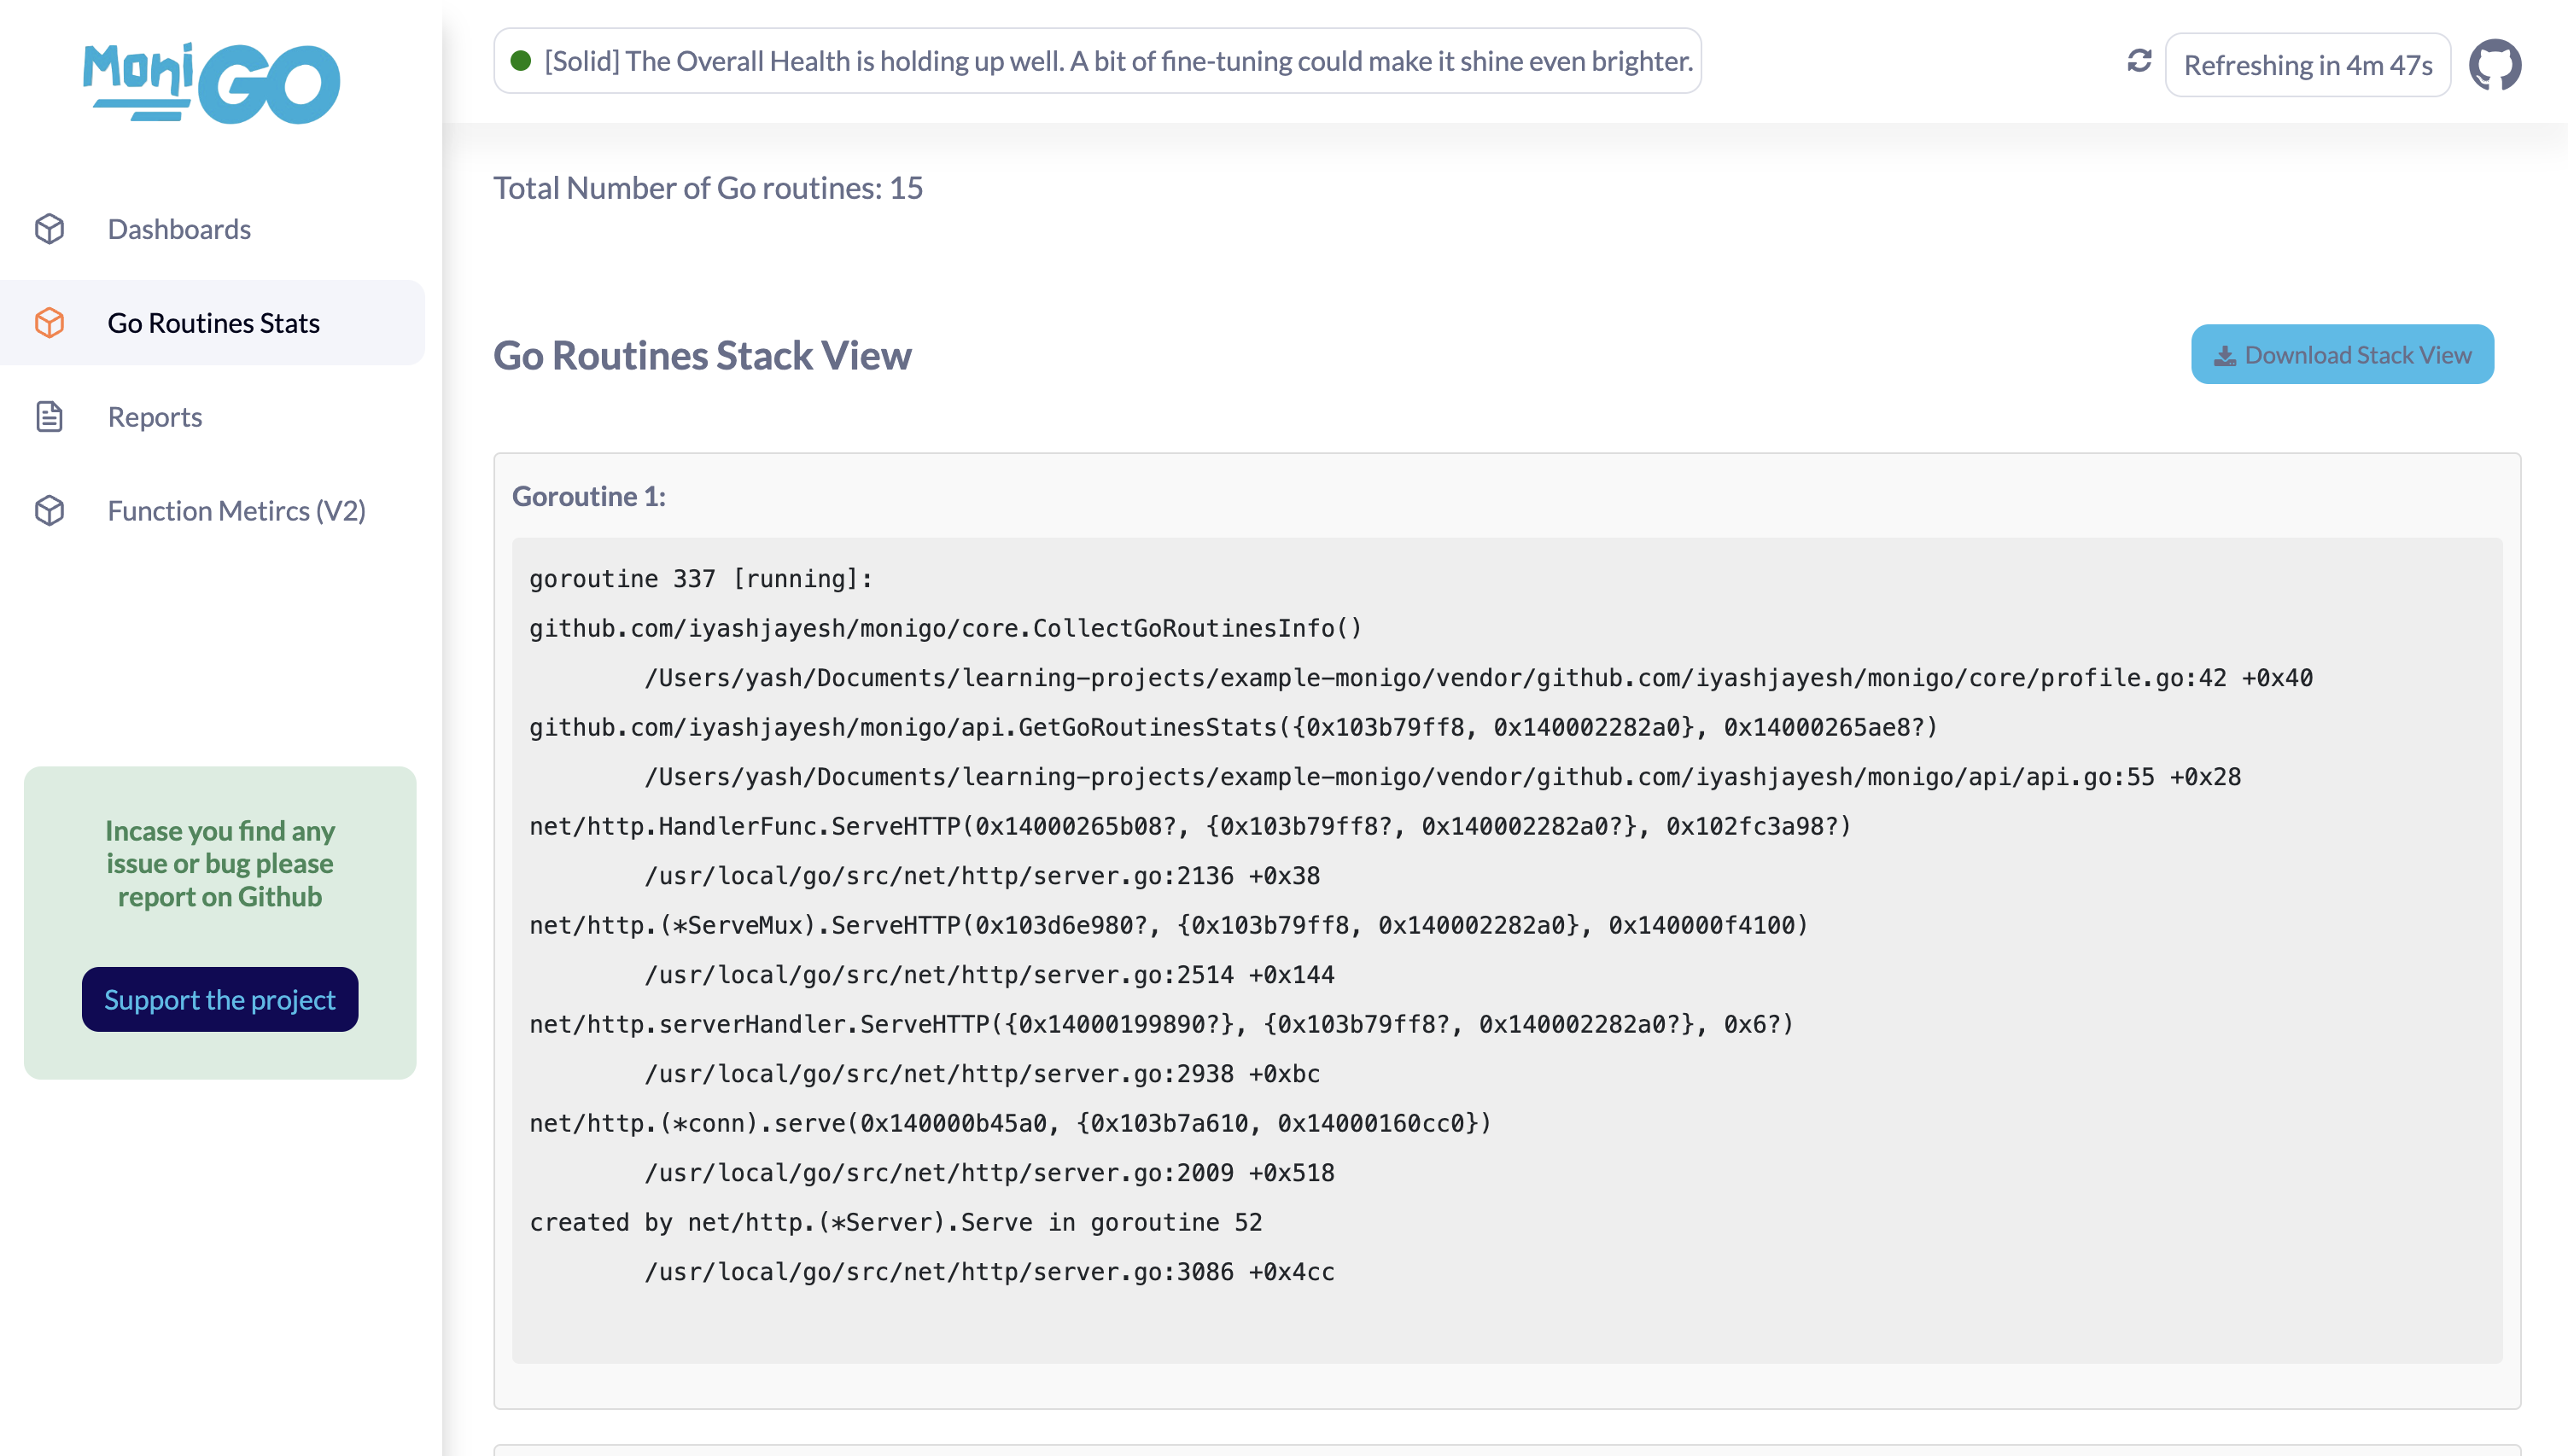 Moni GO
[Solid] The Overall Health is holding up well. A bit of fine-tuning could make it shine even brighter.
Refreshing in 4m 47s
Dashboards
Go Routines Stats
Reports
Function Metircs (V2)
Incase you find any
issue or bug please
report on Github
Support the project
Total Number of Go routines: 15
Go Routines Stack View
Download Stack View
Goroutine 1:
goroutine 337 [running]:
github.com/iyashjayesh/monigo/core.CollectGoRoutinesInfo()
/Users/yash/Documents/learning-projects/example-monigo/vendor/github.com/iyashjayesh/monigo/core/profile.go:42 +0x40
github.com/iyashjayesh/monigo/api.GetGoRoutinesStats({0x103b79ff8, 0x140002282a0}, 0x14000265ae8?)
/Users/yash/Documents/learning-projects/example-monigo/vendor/github.com/iyashjayesh/monigo/api/api.go:55 +0x28
net/http.HandlerFunc.ServeHTTP(0x14000265b08?, {0x103b79ff8?, 0x140002282a0?}, 0x102fc3a98?)
/usr/local/go/src/net/http/server.go:2136 +0x38
net/http.(*ServeMux).ServeHTTP(0x103d6e980?, {0x103b79ff8, 0x140002282a0}, 0x140000f4100)
/usr/local/go/src/net/http/server.go:2514 +0x144
net/http.serverHandler.ServeHTTP({0x14000199890?}, {0x103b79ff8?, 0x140002282a0?}, 0x6?)
/usr/local/go/src/net/http/server.go:2938 +0xbc
net/http.(*conn).serve(0x140000b45a0, {0x103b7a610, 0x14000160cc0})
/usr/local/go/src/net/http/server.go:2009 +0x518
created by net/http.(*Server).Serve in goroutine 52
/usr/local/go/src/net/http/server.go:3086 +0x4cc